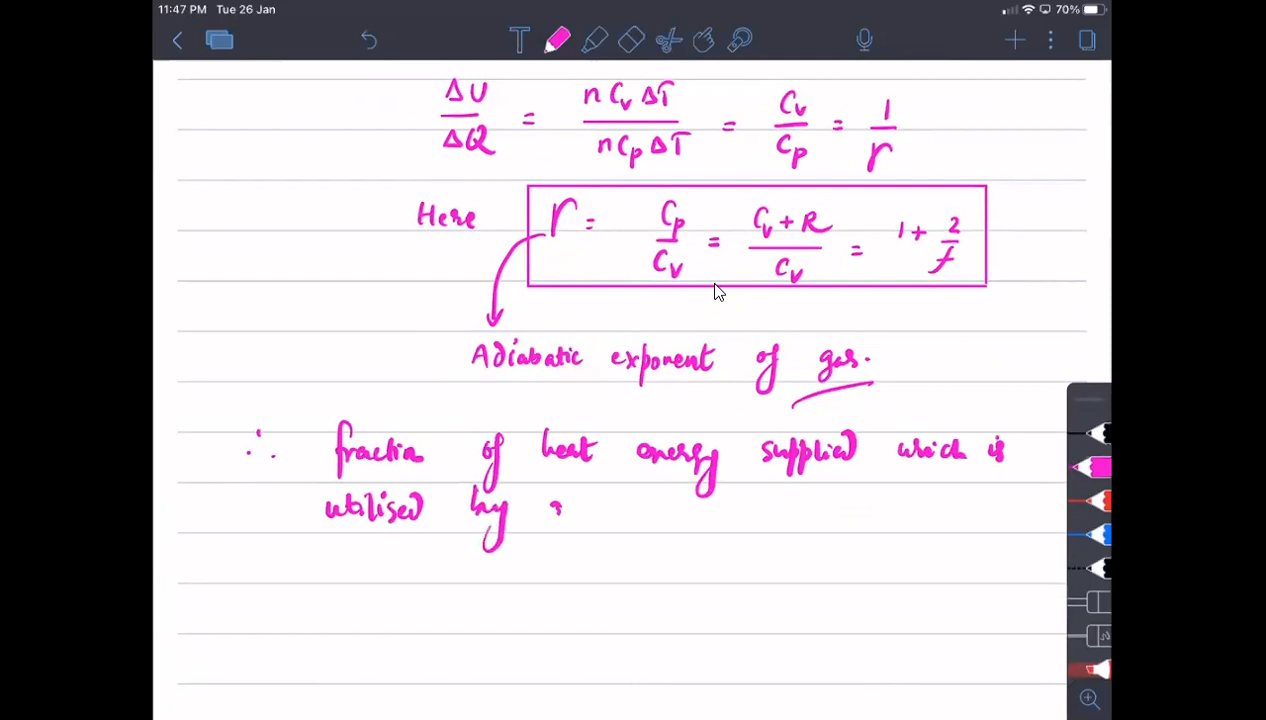 11:47 PM Tue 26 Jan 70%
ΔU/ΔQ = nCvΔT/nCpΔT = Cv/Cp = 1/r
Here r = Cp/Cv = Cv+R/Cv = 1+ 2/f
Adiabatic exponent of gas.
∴ fraction of heat energy supplied which is
utilised by